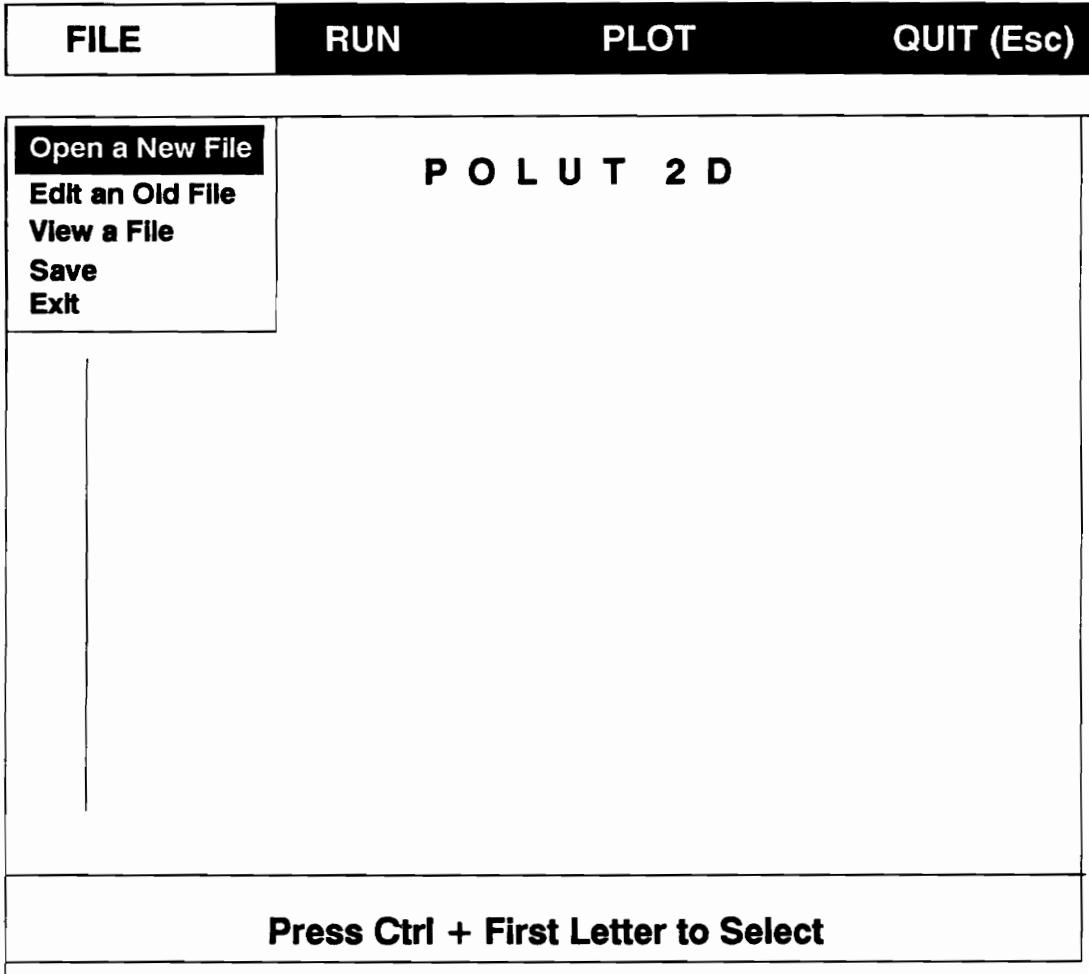 FILE RUN PLOT QUIT (Esc)
Open a New File
Edit an Old File
View a File
Save
Exit
P O L U T 2 D
Press Ctrl + First Letter to Select